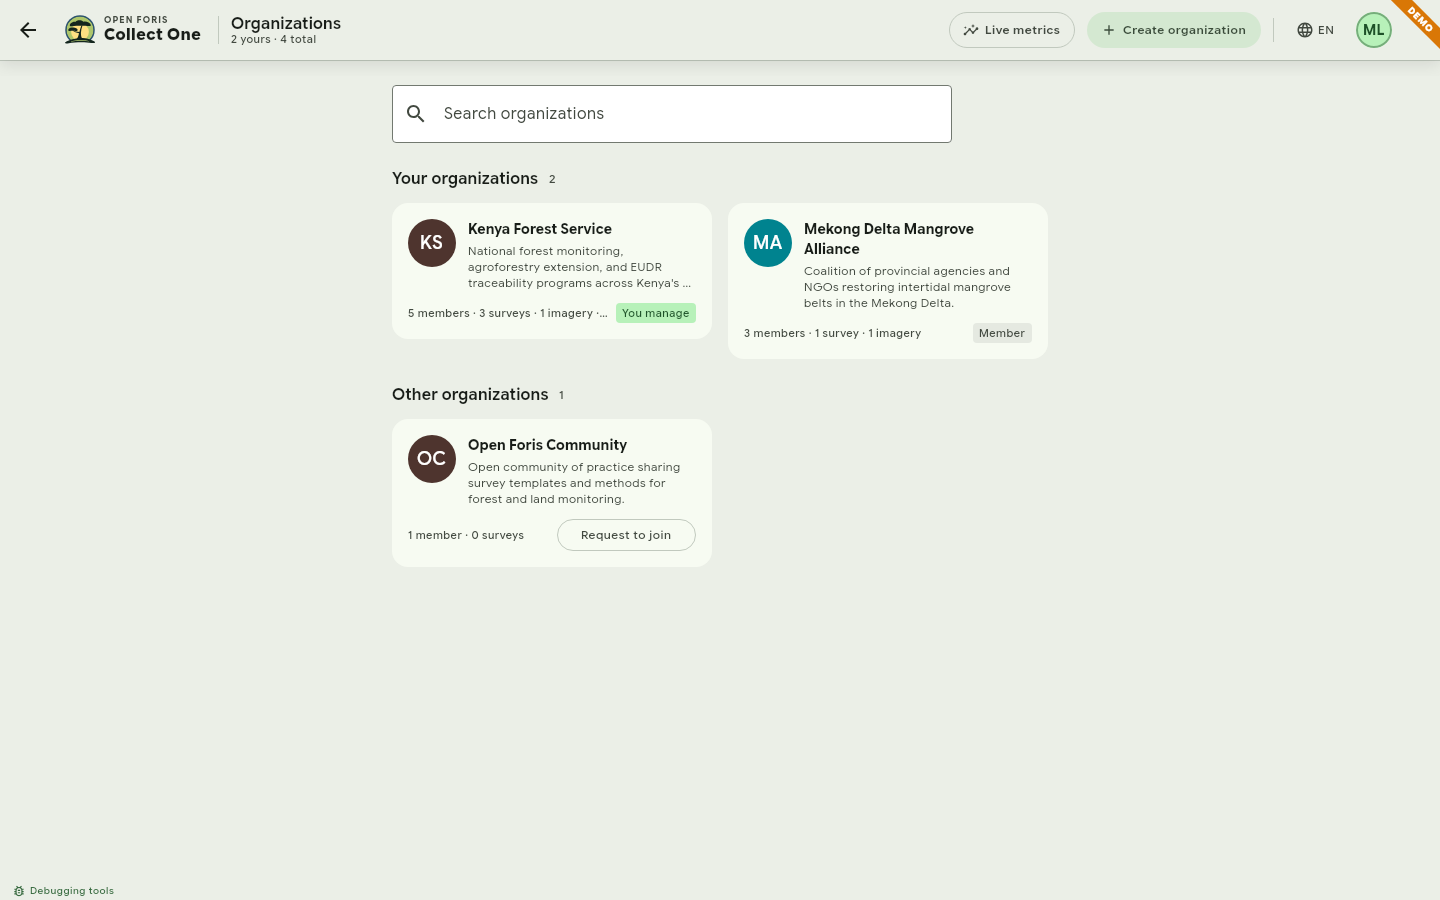 OPEN FORIS
Collect One
Organizations
2 yours · 4 total
Live metrics
Create organization
EN
ML
DEMO
Search organizations
Your organizations 2
KS
Kenya Forest Service
National forest monitoring,
agroforestry extension, and EUDR
traceability programs across Kenya's ...
5 members · 3 surveys · 1 imagery ·...
You manage
MA
Mekong Delta Mangrove
Alliance
Coalition of provincial agencies and
NGOs restoring intertidal mangrove
belts in the Mekong Delta.
3 members · 1 survey · 1 imagery
Member
Other organizations 1
OC
Open Foris Community
Open community of practice sharing
survey templates and methods for
forest and land monitoring.
1 member · 0 surveys
Request to join
Debugging tools